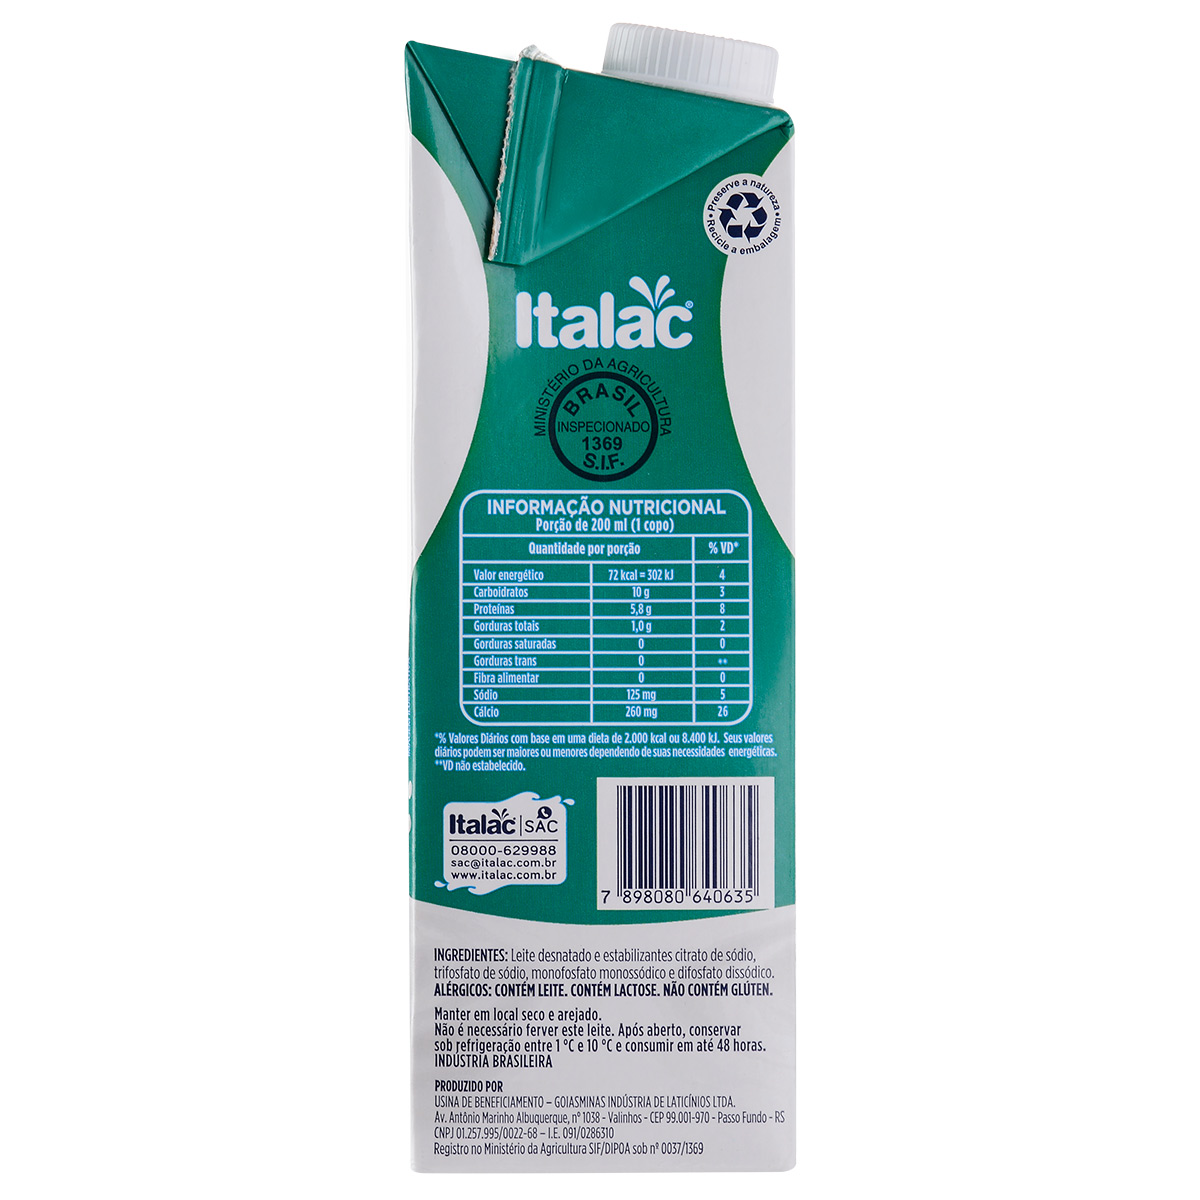 Preserve a natureza
Recicle a embalagem
Italac®
MINISTÉRIO DA AGRICULTURA
BRASIL
INSPECIONADO
1369
S.I.F.
INFORMAÇÃO NUTRICIONAL
Porção de 200 ml (1 copo)
Quantidade por porção % VD*
Valor energético 72 kcal = 302 kJ 4
Carboidratos 10 g 3
Proteínas 5,8 g 8
Gorduras totais 1,0 g 2
Gorduras saturadas 0 0
Gorduras trans 0 **
Fibra alimentar 0 0
Sódio 125 mg 5
Cálcio 260 mg 26
*% Valores Diários com base em uma dieta de 2.000 kcal ou 8.400 kJ. Seus valores
diários podem ser maiores ou menores dependendo de suas necessidades energéticas.
**VD não estabelecido.
Italac SAC
08000-629988
sac@italac.com.br
www.italac.com.br
7 898080 640635
INGREDIENTES: Leite desnatado e estabilizantes citrato de sódio,
trifosfato de sódio, monofosfato monossódico e difosfato dissódico.
ALÉRGICOS: CONTÉM LEITE. CONTÉM LACTOSE. NÃO CONTÉM GLÚTEN.
Manter em local seco e arejado.
Não é necessário ferver este leite. Após aberto, conservar
sob refrigeração entre 1 °C e 10 °C e consumir em até 48 horas.
INDÚSTRIA BRASILEIRA
PRODUZIDO POR
USINA DE BENEFICIAMENTO – GOIASMINAS INDÚSTRIA DE LATICÍNIOS LTDA.
Av. Antônio Marinho Albuquerque, nº 1038 - Valinhos - CEP 99.001-970 - Passo Fundo - RS
CNPJ 01.257.995/0022-68 – I.E. 091/0286310
Registro no Ministério da Agricultura SIF/DIPOA sob nº 0037/1369